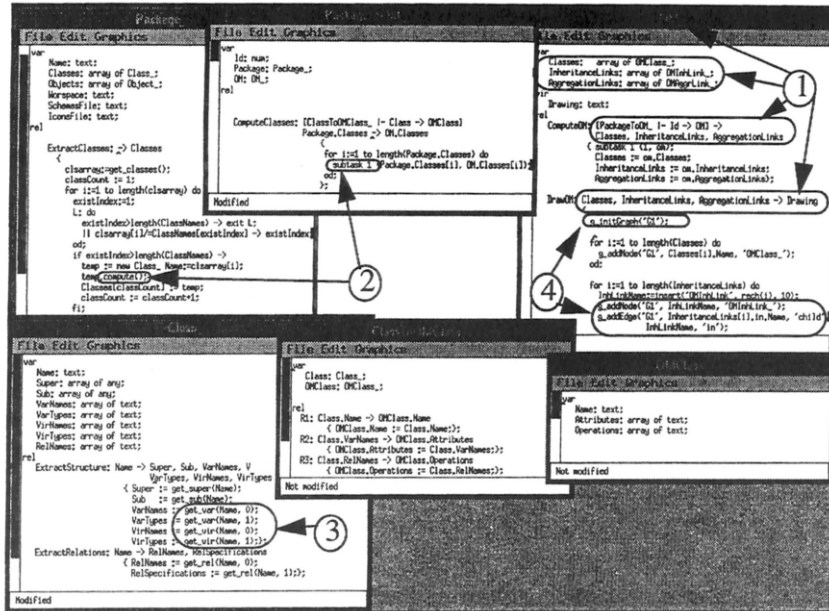 Package
File Edit Graphics
var
Name: text;
Classes: array of Class_;
Objects: array of Object_;
Worspace: text;
SchemesFile: text;
IconsFile: text;
rel
ExtractClasses: -> Classes
{
clsarray:=get_classes();
classCount := 1;
for i:=1 to length(clsarray) do
existIndex:=1;
L: do
existIndex>length(ClassNames) -> exit L;
|| clsarray[i]/=ClassNames[existIndex] -> existIndex
od;
if existIndex>length(ClassNames) ->
temp := new Class_ Name:=clsarray[i];
temp.compute();
Classes[classCount] := temp;
classCount := classCount+1;
fi;
File Edit Graphics
var
Id: num;
Package: Package_;
OM: OM_;
rel
ComputeClasses: [ClassToOMClass_ |- Class -> OMClass]
Package.Classes -> OM.Classes
{
for i:=1 to length(Package.Classes) do
subtask 1 (Package.Classes[i], OM.Classes[i]);
od;
};
Modified
2
File Edit Graphics
var
Classes: array of OMClass_;
InheritanceLinks: array of OMInhLink_;
AggregationLinks: array of OMAggrLink_;
vir
Drawing: text;
rel
ComputeOM: [PackageToOM_ |- Id -> OM] ->
Classes, InheritanceLinks, AggregationLinks
{ subtask 1 (1, om);
Classes := om.Classes;
InheritanceLinks := om.InheritanceLinks;
AggregationLinks := om.AggregationLinks;};
DrawOM: Classes, InheritanceLinks, AggregationLinks -> Drawing
{
g_initGraph('G1');
for i:=1 to length(Classes) do
g_addNode('G1', Classes[i].Name, 'OMClass_');
od;
for i:=1 to length(InheritanceLinks) do
InhLinkName:=insert('OMInhLink', rech(i), 10);
g_addNode('G1', InhLinkName, 'OMInhLink_');
g_addEdge('G1', InheritanceLinks[i].in.Name, 'child'
InhLinkName, 'in');
1
4
Class
File Edit Graphics
var
Name: text;
Super: array of any;
Sub: array of any;
VarNames: array of text;
VarTypes: array of text;
VirNames: array of text;
VirTypes: array of text;
RelNames: array of text;
rel
ExtractStructure: Name -> Super, Sub, VarNames, V
VarTypes, VirNames, VirTypes
{ Super := get_super(Name);
Sub := get_sub(Name);
VarNames := get_var(Name, 0);
VarTypes := get_var(Name, 1);
VirNames := get_vir(Name, 0);
VirTypes := get_vir(Name, 1);};
ExtractRelations: Name -> RelNames, RelSpecifications
{ RelNames := get_rel(Name, 0);
RelSpecifications := get_rel(Name, 1);};
Modified
3
File Edit Graphics
var
Class: Class_;
OMClass: OMClass_;
rel
R1: Class.Name -> OMClass.Name
{ OMClass.Name := Class.Name;};
R2: Class.VarNames -> OMClass.Attributes
{ OMClass.Attributes := Class.VarNames;};
R3: Class.RelNames -> OMClass.Operations
{ OMClass.Operations := Class.RelNames;};
Not modified
File Edit Graphics
var
Name: text;
Attributes: array of text;
Operations: array of text;
Not modified